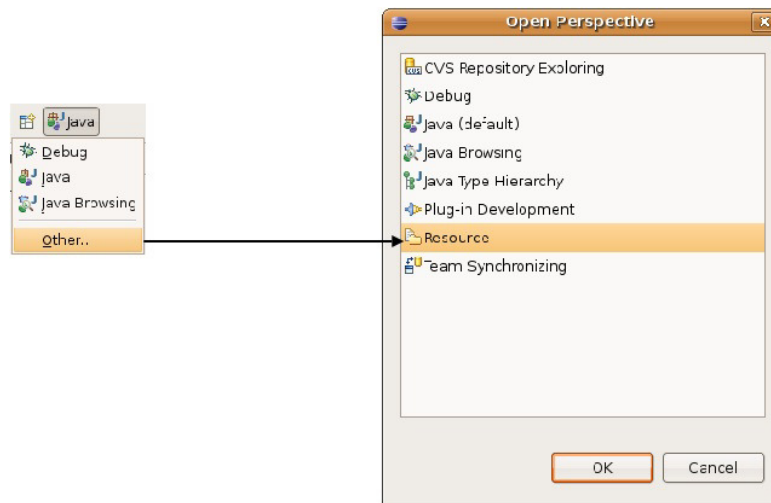 Java
Debug
Java
Java Browsing
Other..
Open Perspective
CVS Repository Exploring
Debug
Java (default)
Java Browsing
Java Type Hierarchy
Plug-in Development
Resource
Team Synchronizing
OK
Cancel